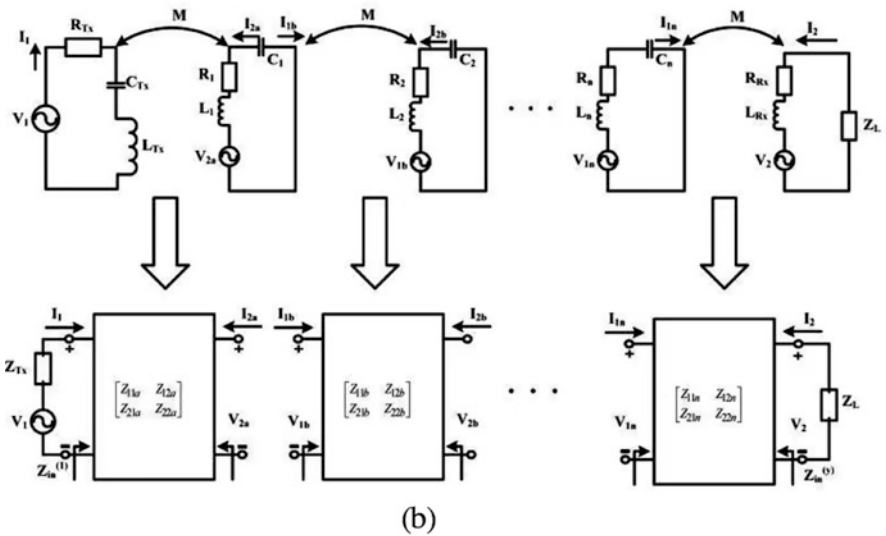 M I2a I1b M I1n M
RTx I2b I2
I1 C1 C2 Cn
R1 R2 Rn RRx
CTx
L1 L2 . . . Ln LRx ZL
V1 LTx
V2a V1b V1n V2
I1 I2a I1b I2b I1n I2
+ + + + + +
ZTx
[Z11a Z12a [Z11b Z12b . . . [Z11n Z12n
Z21a Z22a] Z21b Z22b] Z21n Z22n] ZL
V1 V2a V1b V2b V1n V2
- - - - - -
Zin(1) Zin(y)
(b)